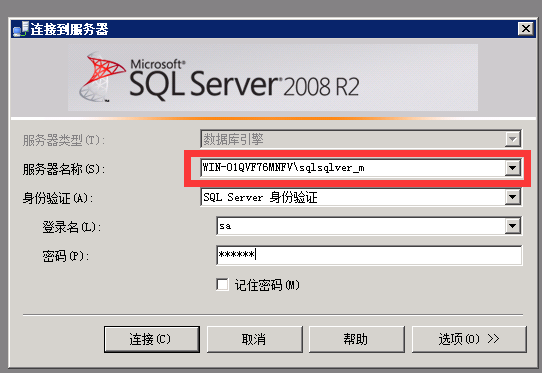 连接到服务器
Microsoft®
SQL Server® 2008 R2
服务器类型(T):
数据库引擎
服务器名称(S):
WIN-O1QVF76MNFV\sqlsqlver_m
身份验证(A):
SQL Server 身份验证
登录名(L):
sa
密码(P):
******
记住密码(M)
连接(C)
取消
帮助
选项(O) >>